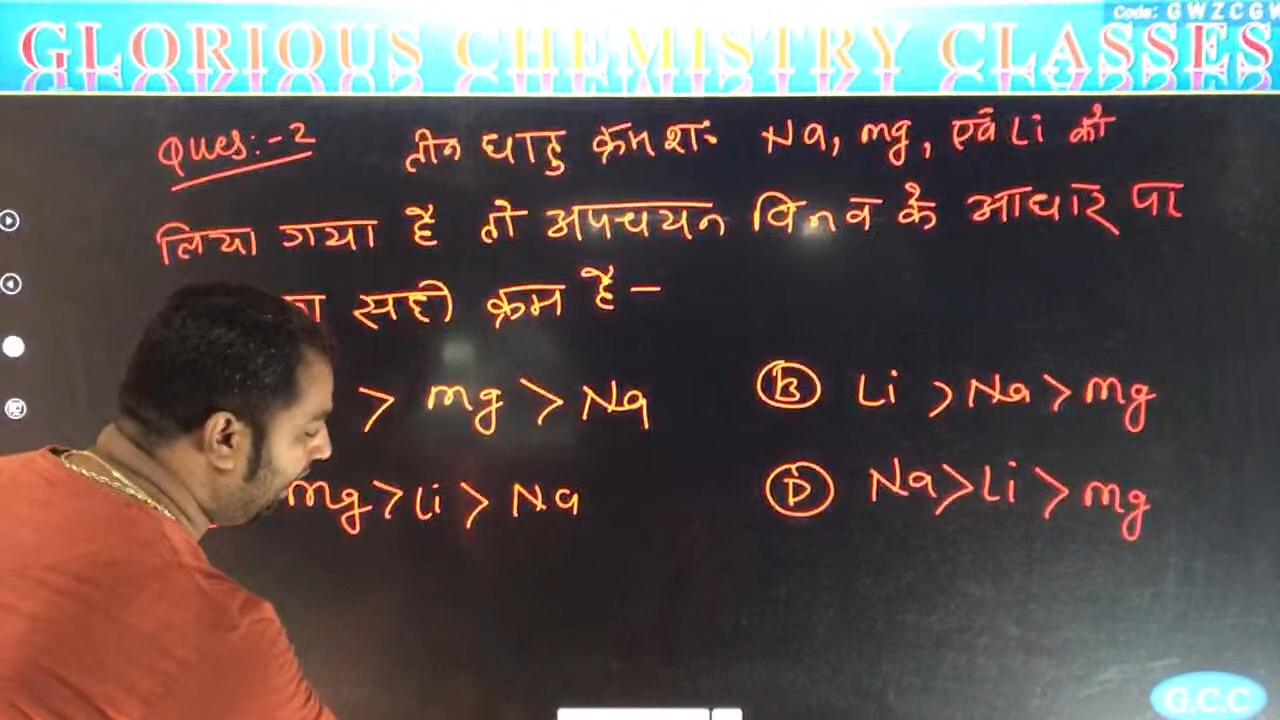 Code: GWZCGW
GLORIOUS CHEMISTRY CLASSES
Ques:-2 तीन धातु क्रमशः Na, mg, एवं Li को
लिया गया है तो अपचयन विभव के आधार पर
सही क्रम है-
> mg > Na
B Li > Na > mg
mg > Li > Na
D Na > Li > mg
G.C.C